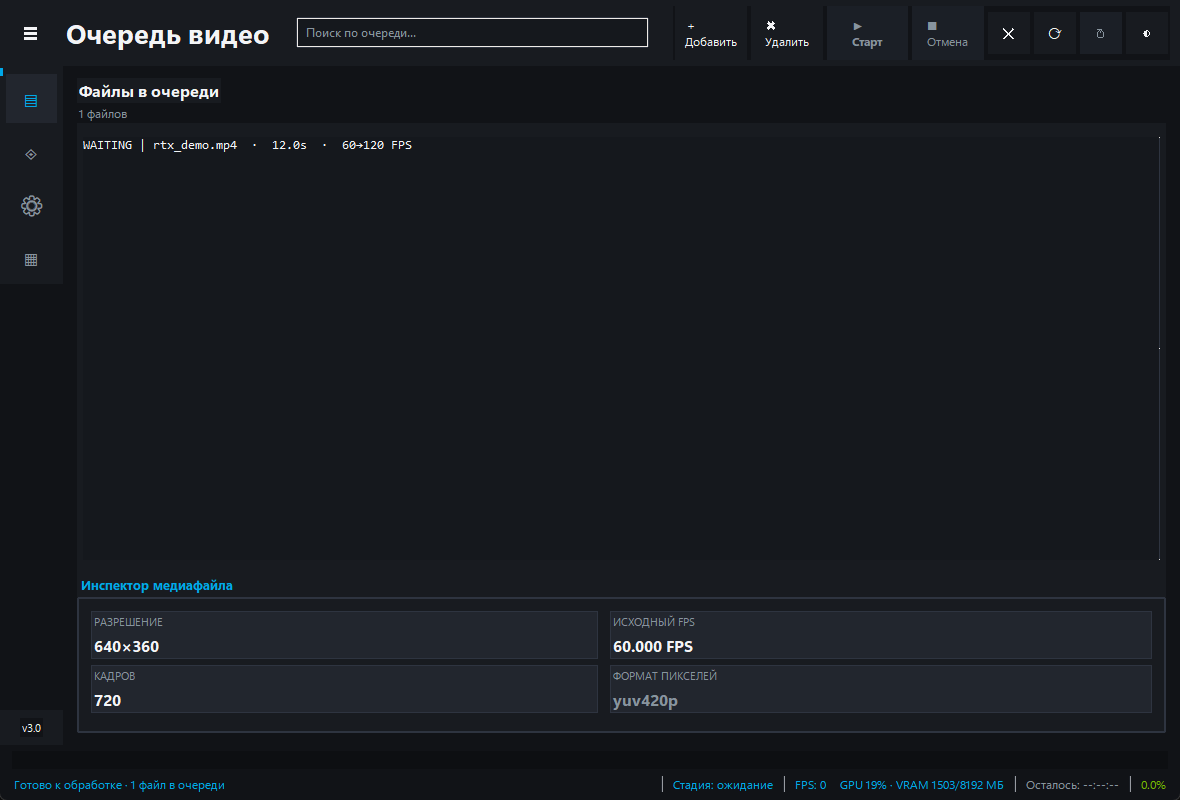 Очередь видео
Поиск по очереди...
+
Добавить
Удалить
Старт
Отмена
Файлы в очереди
1 файлов
WAITING | rtx_demo.mp4 · 12.0s · 60→120 FPS
Инспектор медиафайла
РАЗРЕШЕНИЕ
640×360
ИСХОДНЫЙ FPS
60.000 FPS
КАДРОВ
720
ФОРМАТ ПИКСЕЛЕЙ
yuv420p
v3.0
Готово к обработке · 1 файл в очереди
Стадия: ожидание
FPS: 0
GPU 19% · VRAM 1503/8192 МБ
Осталось: --:--:--
0.0%